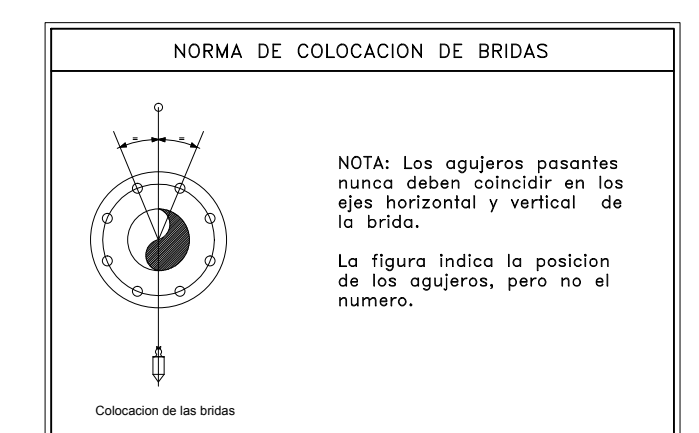 NORMA DE COLOCACION DE BRIDAS
= =
NOTA: Los agujeros pasantes
nunca deben coincidir en los
ejes horizontal y vertical de
la brida.
La figura indica la posicion
de los agujeros, pero no el
numero.
Colocacion de las bridas